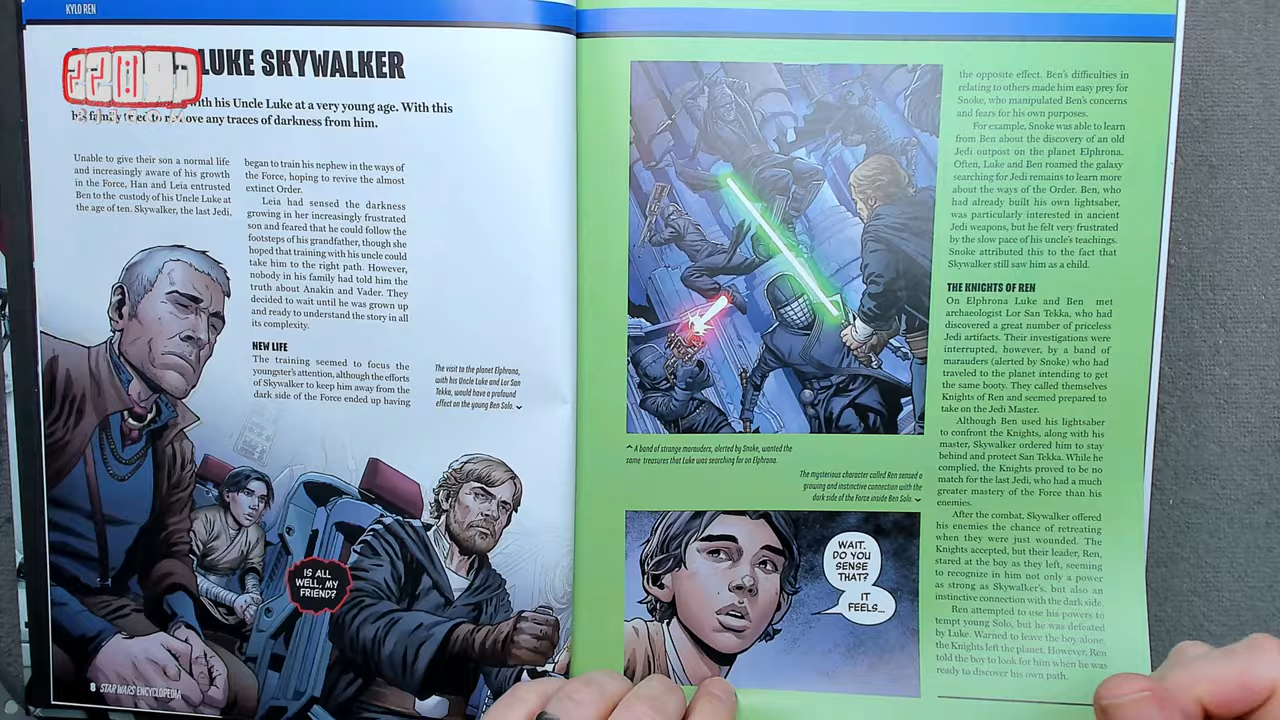 KYLO REN
LUKE SKYWALKER
with his Uncle Luke at a very young age. With this
his family tried to remove any traces of darkness from him.
Unable to give their son a normal life
and increasingly aware of his growth
in the Force, Han and Leia entrusted
Ben to the custody of his Uncle Luke at
the age of ten. Skywalker, the last Jedi,
began to train his nephew in the ways of
the Force, hoping to revive the almost
extinct Order.
Leia had sensed the darkness
growing in her increasingly frustrated
son and feared that he could follow the
footsteps of his grandfather, though she
hoped that training with his uncle could
take him to the right path. However,
nobody in his family had told him the
truth about Anakin and Vader. They
decided to wait until he was grown up
and ready to understand the story in all
its complexity.
NEW LIFE
The training seemed to focus the
youngster's attention, although the efforts
of Skywalker to keep him away from the
dark side of the Force ended up having
The visit to the planet Elphrona,
with his Uncle Luke and Lor San
Tekka, would have a profound
effect on the young Ben Solo.
IS ALL
WELL, MY
FRIEND?
8 STAR WARS ENCYCLOPEDIA
A band of strange marauders, alerted by Snoke, wanted the
same treasures that Luke was searching for on Elphrona.
The mysterious character called Ren sensed a
growing and instinctive connection with the
dark side of the Force inside Ben Solo.
WAIT.
DO YOU
SENSE
THAT?
IT
FEELS...
the opposite effect. Ben's difficulties in
relating to others made him easy prey for
Snoke, who manipulated Ben's concerns
and fears for his own purposes.
For example, Snoke was able to learn
from Ben about the discovery of an old
Jedi outpost on the planet Elphrona.
Often, Luke and Ben roamed the galaxy
searching for Jedi remains to learn more
about the ways of the Order. Ben, who
had already built his own lightsaber,
was particularly interested in ancient
Jedi weapons, but he felt very frustrated
by the slow pace of his uncle's teachings.
Snoke attributed this to the fact that
Skywalker still saw him as a child.
THE KNIGHTS OF REN
On Elphrona Luke and Ben met
archaeologist Lor San Tekka, who had
discovered a great number of priceless
Jedi artifacts. Their investigations were
interrupted, however, by a band of
marauders (alerted by Snoke) who had
traveled to the planet intending to get
the same booty. They called themselves
Knights of Ren and seemed prepared to
take on the Jedi Master.
Although Ben used his lightsaber
to confront the Knights, along with his
master, Skywalker ordered him to stay
behind and protect San Tekka. While he
complied, the Knights proved to be no
match for the last Jedi, who had a much
greater mastery of the Force than his
enemies.
After the combat, Skywalker offered
his enemies the chance of retreating
when they were just wounded. The
Knights accepted, but their leader, Ren,
stared at the boy as they left, seeming
to recognize in him not only a power
as strong as Skywalker's, but also an
instinctive connection with the dark side.
Ren attempted to use his powers to
tempt young Solo, but he was defeated
by Luke. Warned to leave the boy alone,
the Knights left the planet. However, Ren
told the boy to look for him when he was
ready to discover his own path.